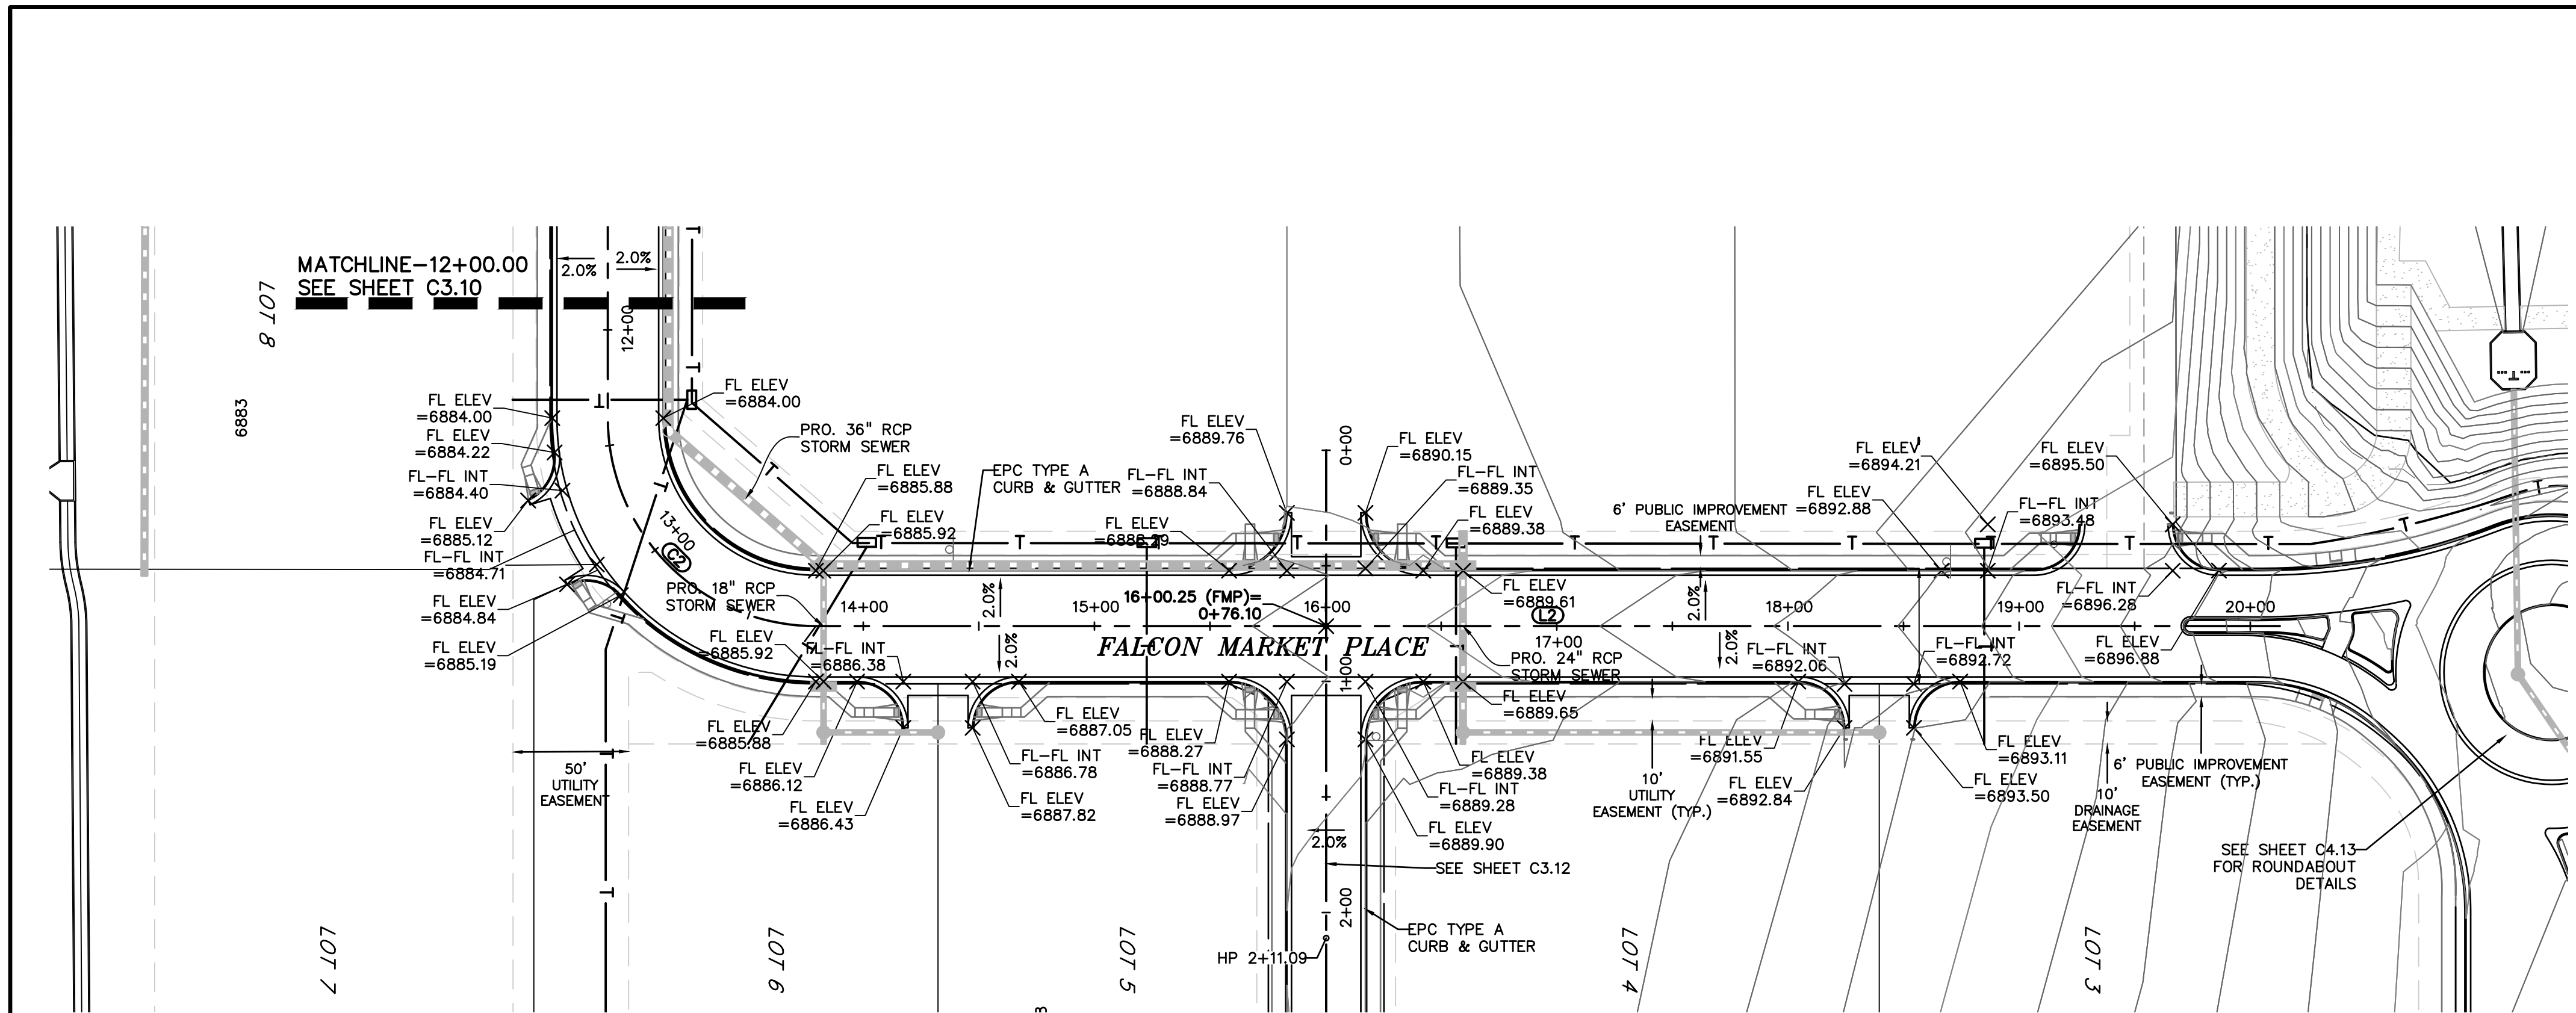 MATCHLINE-12+00.00
SEE SHEET C3.10
2.0%
2.0%
12+00
LOT 8
6883
FL ELEV
=6884.00
FL ELEV
=6884.22
FL-FL INT
=6884.40
FL ELEV
=6885.12
FL-FL INT
=6884.71
FL ELEV
=6884.84
FL ELEV
=6885.19
FL ELEV
=6884.00
PRO. 36" RCP
STORM SEWER
FL ELEV
=6885.88
FL ELEV
=6885.92
EPC TYPE A
CURB & GUTTER
FL ELEV
=6889.76
FL-FL INT
=6888.84
FL ELEV
FL ELEV
=6890.15
FL-FL INT
=6889.35
FL ELEV
=6889.38
0+00
6' PUBLIC IMPROVEMENT
EASEMENT
FL ELEV
=6894.21
FL ELEV
=6892.88
FL ELEV
=6895.50
FL-FL INT
=6893.48
13+00
C2
PRO. 18" RCP
STORM SEWER
14+00
2.0%
2.0%
15+00
16+00.25 (FMP)=
0+76.10
16+00
FL ELEV
=6889.61
L2
17+00
2.0%
2.0%
18+00
19+00
FL-FL INT
=6896.28
20+00
FL ELEV
=6896.88
FALCON MARKET PLACE
PRO. 24" RCP
STORM SEWER
FL ELEV
=6885.92
FL-FL INT
=6886.38
1+00
FL-FL INT
=6892.06
FL-FL INT
=6892.72
FL ELEV
=6885.88
FL ELEV
=6886.12
FL ELEV
=6886.43
FL ELEV
=6887.05
FL-FL INT
=6886.78
FL ELEV
=6887.82
FL ELEV
=6888.27
FL-FL INT
=6888.77
FL ELEV
=6888.97
FL ELEV
=6889.65
FL ELEV
=6889.38
FL-FL INT
=6889.28
FL ELEV
=6889.90
FL ELEV
=6891.55
FL ELEV
=6892.84
FL ELEV
=6893.11
FL ELEV
=6893.50
50'
UTILITY
EASEMENT
10'
UTILITY
EASEMENT (TYP.)
6' PUBLIC IMPROVEMENT
EASEMENT (TYP.)
10'
DRAINAGE
EASEMENT
2.0%
SEE SHEET C3.12
2+00
EPC TYPE A
CURB & GUTTER
HP 2+11.09
SEE SHEET C4.13
FOR ROUNDABOUT
DETAILS
LOT 7
LOT 6
LOT 5
LOT 4
LOT 3